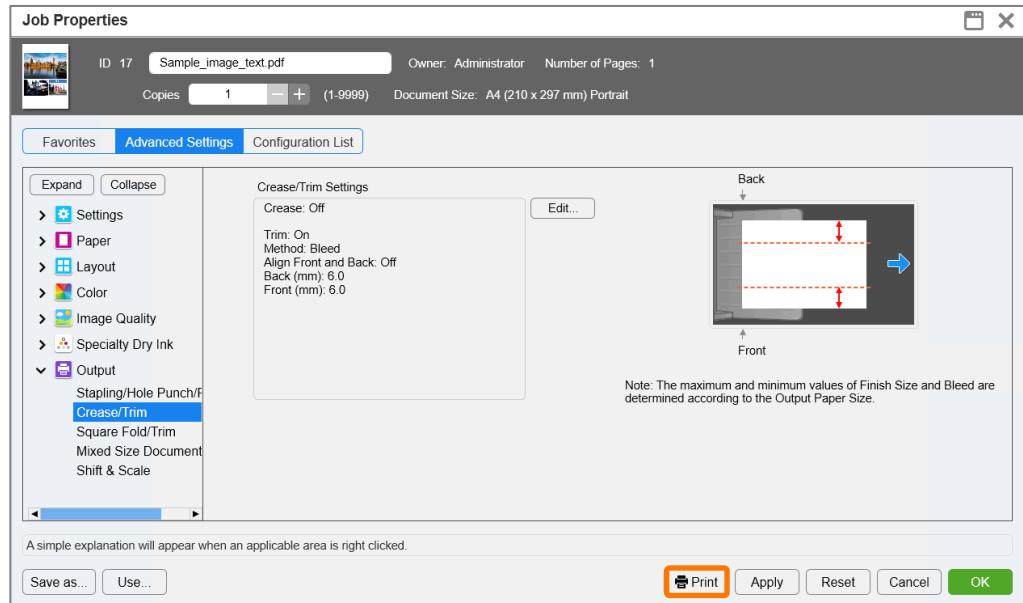 Job Properties
ID 17 Sample_image_text.pdf Owner: Administrator Number of Pages: 1
Copies 1 − + (1-9999) Document Size: A4 (210 x 297 mm) Portrait
Favorites Advanced Settings Configuration List
Expand Collapse
Settings
Paper
Layout
Color
Image Quality
Specialty Dry Ink
Output
Stapling/Hole Punch/F
Crease/Trim
Square Fold/Trim
Mixed Size Document
Shift & Scale
Crease/Trim Settings
Crease: Off
Trim: On
Method: Bleed
Align Front and Back: Off
Back (mm): 6.0
Front (mm): 6.0
Edit...
Back
Front
Note: The maximum and minimum values of Finish Size and Bleed are
determined according to the Output Paper Size.
A simple explanation will appear when an applicable area is right clicked.
Save as... Use... Print Apply Reset Cancel OK